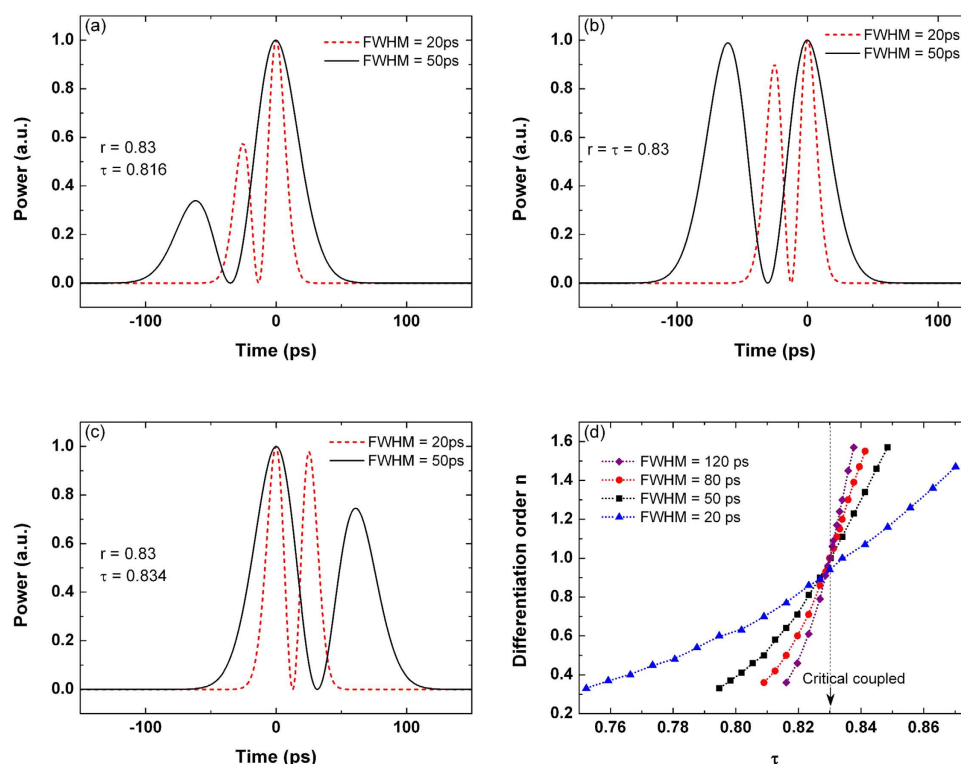 (a)
FWHM = 20ps
FWHM = 50ps
r = 0.83
τ = 0.816
Power (a.u.)
1.0
0.8
0.6
0.4
0.2
0.0
-100 0 100
Time (ps)
(b)
FWHM = 20ps
FWHM = 50ps
r = τ = 0.83
Power (a.u.)
1.0
0.8
0.6
0.4
0.2
0.0
-100 0 100
Time (ps)
(c)
FWHM = 20ps
FWHM = 50ps
r = 0.83
τ = 0.834
Power (a.u.)
1.0
0.8
0.6
0.4
0.2
0.0
-100 0 100
Time (ps)
(d)
FWHM = 120 ps
FWHM = 80 ps
FWHM = 50 ps
FWHM = 20 ps
Critical coupled
Differentiation order n
1.6
1.4
1.2
1.0
0.8
0.6
0.4
0.2
0.76 0.80 0.84 0.87
τ